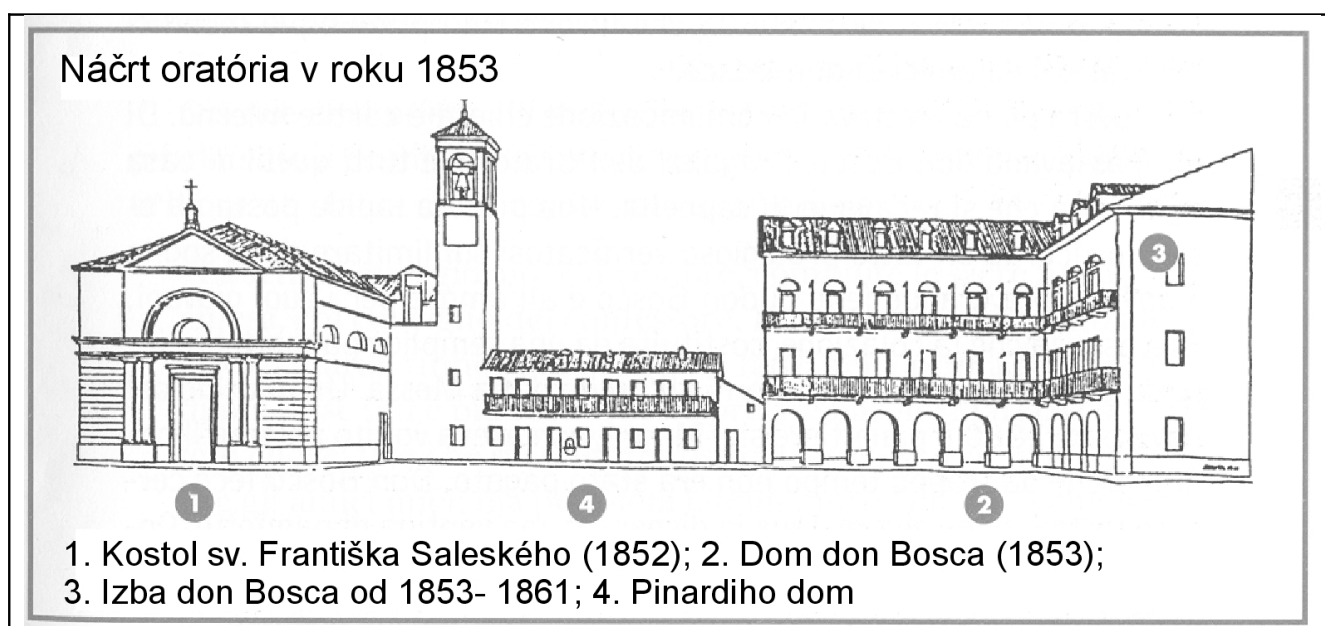 Náčrt oratória v roku 1853
3
1
4
2
1. Kostol sv. Františka Saleského (1852); 2. Dom don Bosca (1853);
3. Izba don Bosca od 1853- 1861; 4. Pinardiho dom